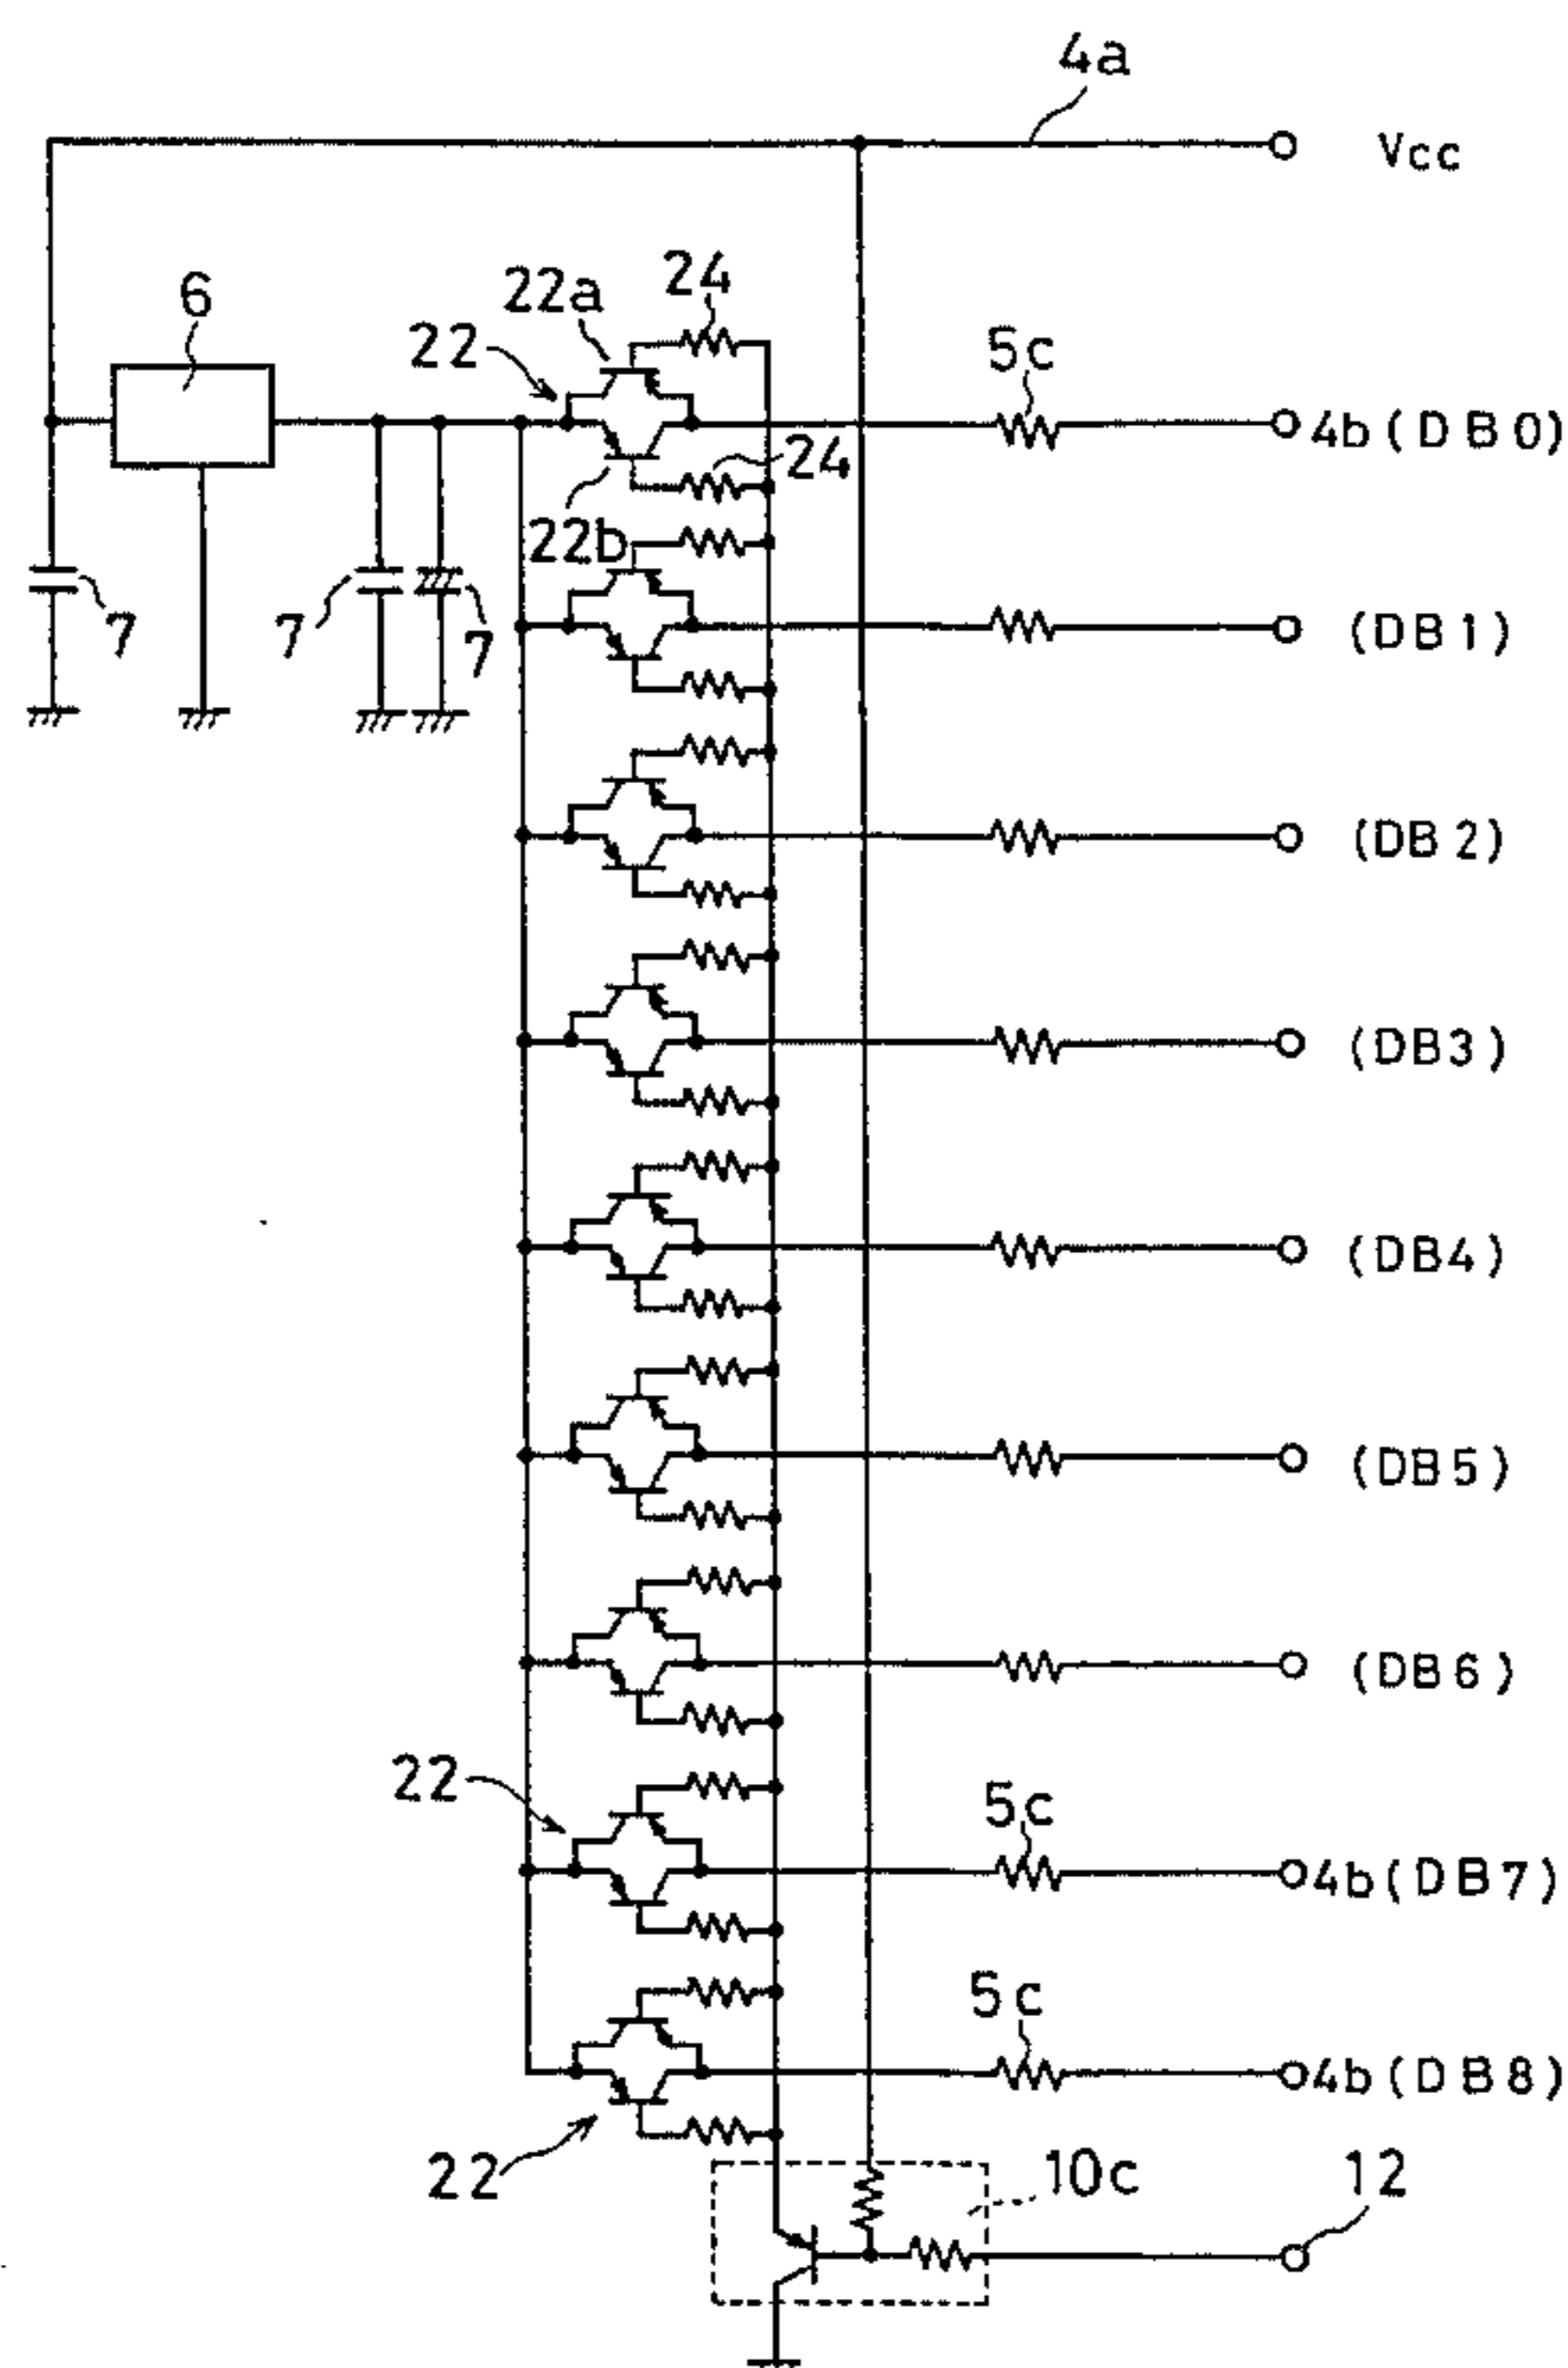 4a
Vcc
6
22a
24
22
5c
4b(DB0)
24
22b
7
7
7
(DB1)
(DB2)
(DB3)
(DB4)
(DB5)
(DB6)
22
5c
4b(DB7)
5c
4b(DB8)
22
10c
12